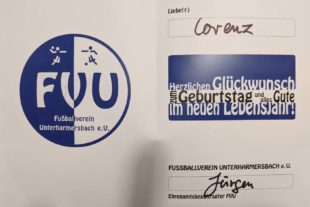 FVU
Fußballverein
Unterharmersbach e.U.
Liebe(r)
Lorenz
Herzlichen Glückwunsch
zum Geburtstag und alles Gute
im neuen Lebensjahr!
FUSSBALLVEREIN UNTERHARMERSBACH e.U.
Jürgen
Ehrenamtsbeauftragter FVU